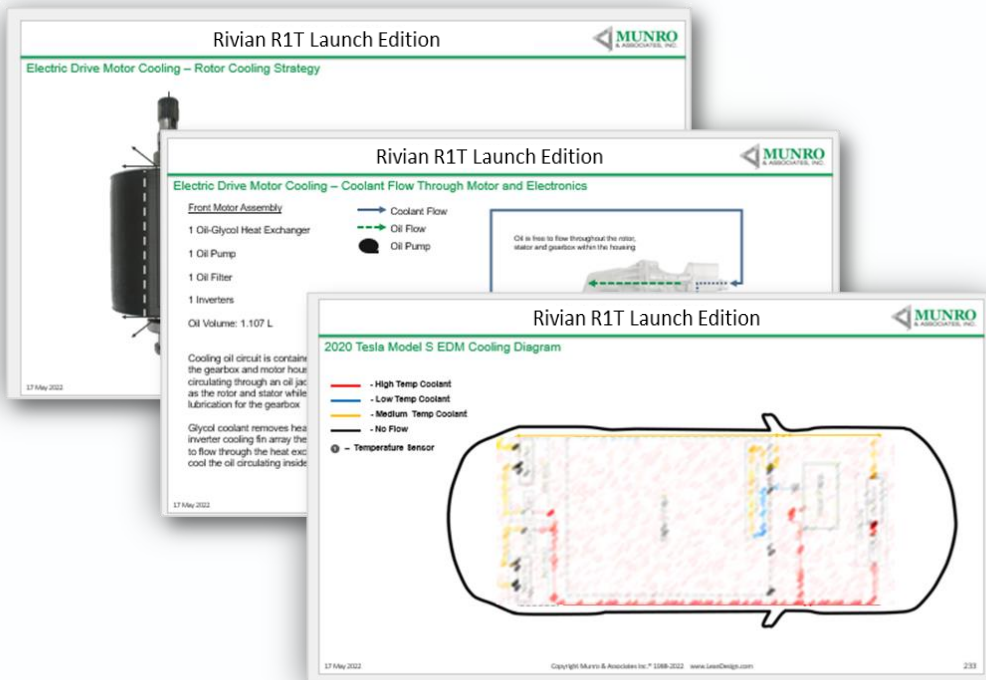 Rivian R1T Launch Edition
MUNRO
& ASSOCIATES, INC.
Electric Drive Motor Cooling – Rotor Cooling Strategy
17 May 2022
Rivian R1T Launch Edition
MUNRO
& ASSOCIATES, INC.
Electric Drive Motor Cooling – Coolant Flow Through Motor and Electronics
Front Motor Assembly
1 Oil-Glycol Heat Exchanger
1 Oil Pump
1 Oil Filter
1 Inverters
Oil Volume: 1.107 L
Coolant Flow
Oil Flow
Oil Pump
Oil is free to flow throughout the rotor,
stator and gearbox within the housing
Cooling oil circuit is containe
the gearbox and motor hous
circulating through an oil jac
as the rotor and stator while
lubrication for the gearbox
Glycol coolant removes hea
inverter cooling fin array the
to flow through the heat exc
cool the oil circulating inside
17 May 2022
Rivian R1T Launch Edition
MUNRO
& ASSOCIATES, INC.
2020 Tesla Model S EDM Cooling Diagram
- High Temp Coolant
- Low Temp Coolant
- Medium Temp Coolant
- No Flow
– Temperature Sensor
17 May 2022
Copyright Munro & Associates Inc.® 1988-2022 www.LeanDesign.com
233